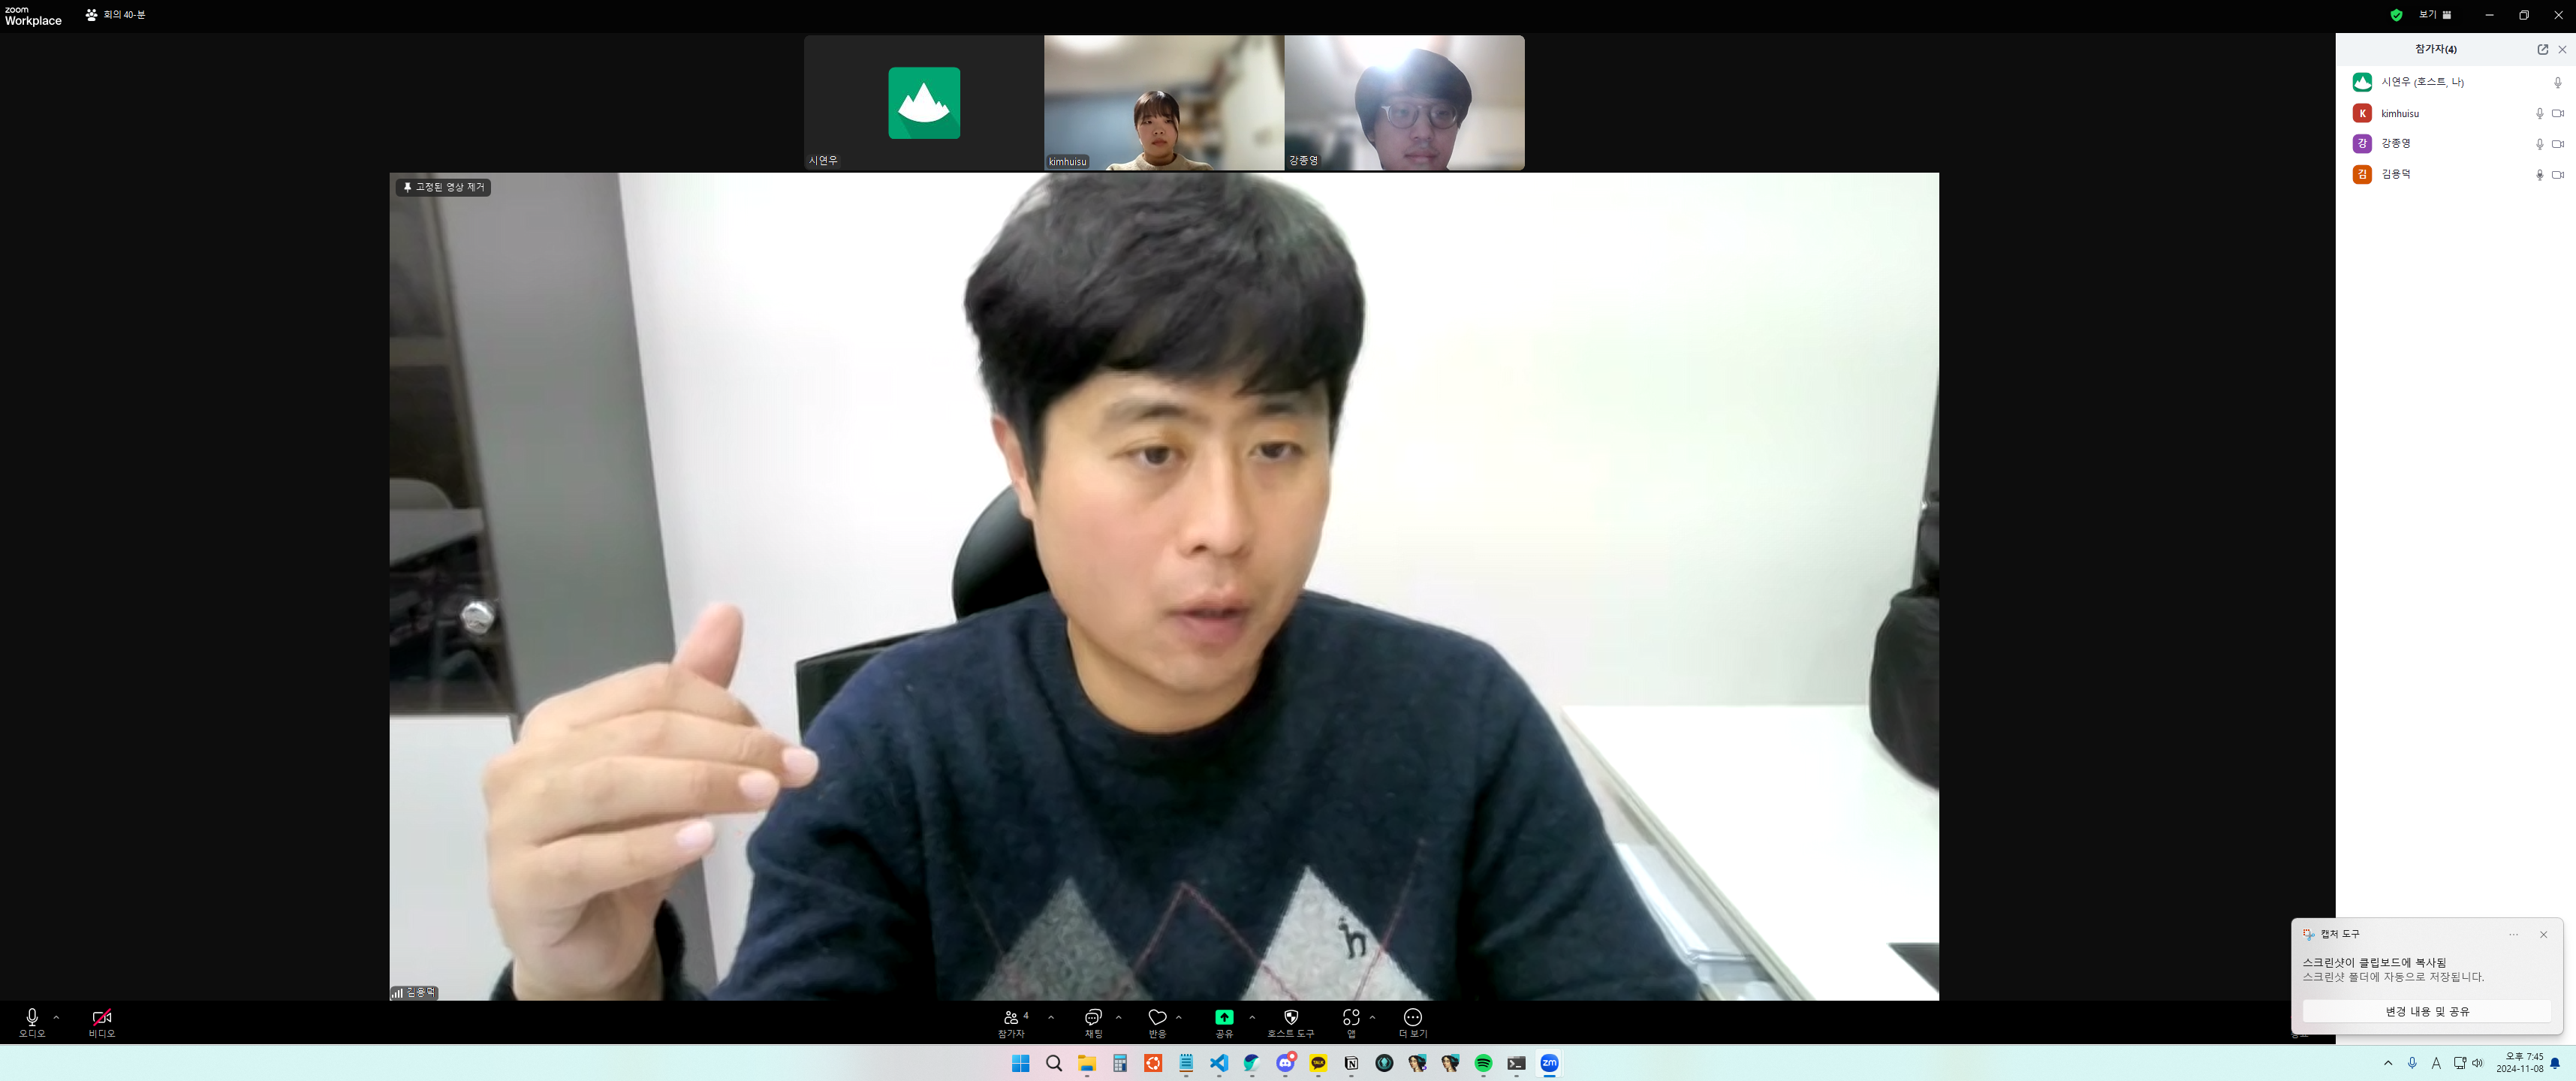 zoom
Workplace
회의 40-분
보기
시연우
kimhuisu
강종영
고정된 영상 제거
김용덕
참가자(4)
시연우 (호스트, 나)
K
kimhuisu
강
강종영
김
김용덕
캡처 도구
스크린샷이 클립보드에 복사됨
스크린샷 폴더에 자동으로 저장됩니다.
변경 내용 및 공유
오디오
비디오
4
참가자
채팅
반응
공유
호스트 도구
앱
더 보기
TALK
zm
A
오후 7:45
2024-11-08